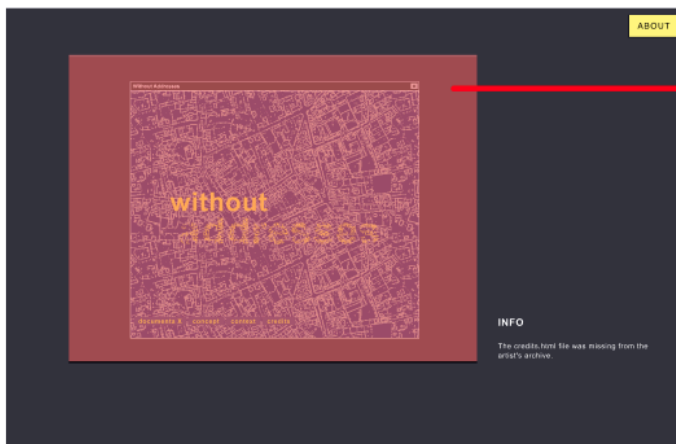 ABOUT
Without Addresses
without
addresses
documents & concept contact credits
INFO
The credits.html file was missing from the
artist's archive.